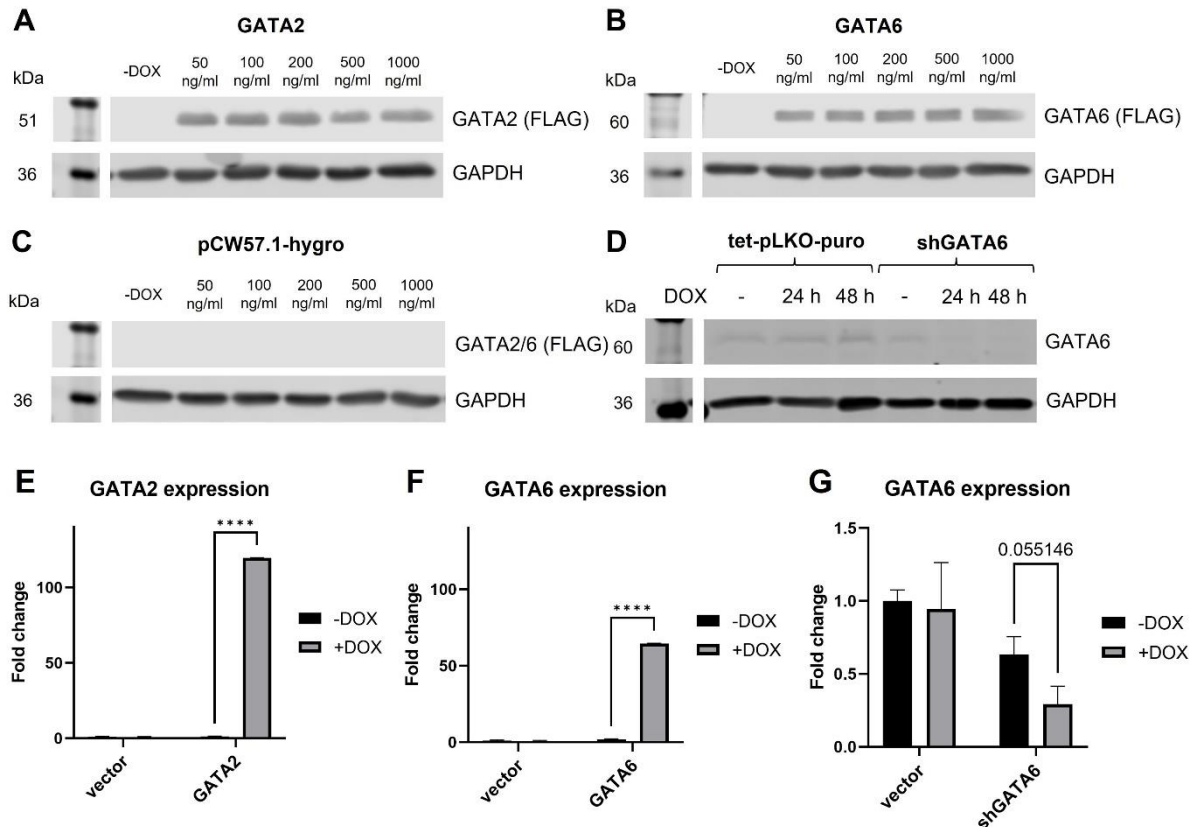 A
GATA2
kDa
-DOX
50 ng/ml
100 ng/ml
200 ng/ml
500 ng/ml
1000 ng/ml
51
GATA2 (FLAG)
36
GAPDH
B
GATA6
kDa
-DOX
50 ng/ml
100 ng/ml
200 ng/ml
500 ng/ml
1000 ng/ml
60
GATA6 (FLAG)
36
GAPDH
C
pCW57.1-hygro
kDa
-DOX
50 ng/ml
100 ng/ml
200 ng/ml
500 ng/ml
1000 ng/ml
GATA2/6 (FLAG)
36
GAPDH
D
tet-pLKO-puro shGATA6
kDa
DOX - 24 h 48 h - 24 h 48 h
60
GATA6
36
GAPDH
E
GATA2 expression
Fold change
100
50
0
****
vector
GATA2
-DOX
+DOX
F
GATA6 expression
Fold change
100
50
0
****
vector
GATA6
-DOX
+DOX
G
GATA6 expression
Fold change
1.5
1.0
0.5
0.0
0.055146
vector
shGATA6
-DOX
+DOX